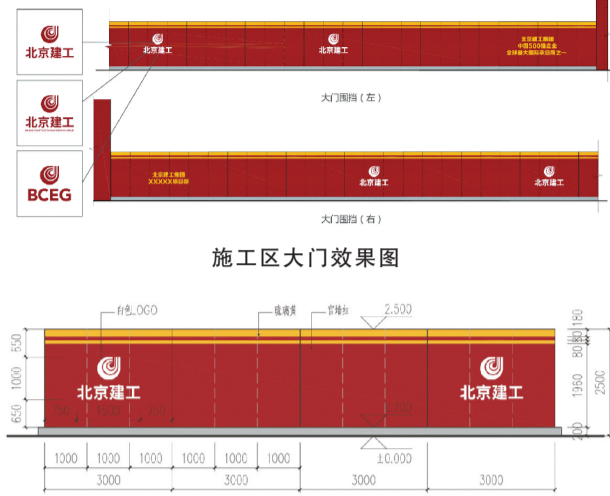 北京建工
北京建工
北京建工
北京建工
北京建工集团
中国500强企业
全球最大国际承包商之一
大门围挡（左）
BCEG
北京建工集团
XXXXX项目部
北京建工
北京建工
大门围挡（右）
施工区大门效果图
白色LOGO
琉璃黄
宫墙红
2.500
180
80
80
550
1000
650
北京建工
北京建工
1960
2500
200
750
1500
750
±0.000
1000
1000
1000
1000
1000
1000
3000
3000
3000
3000